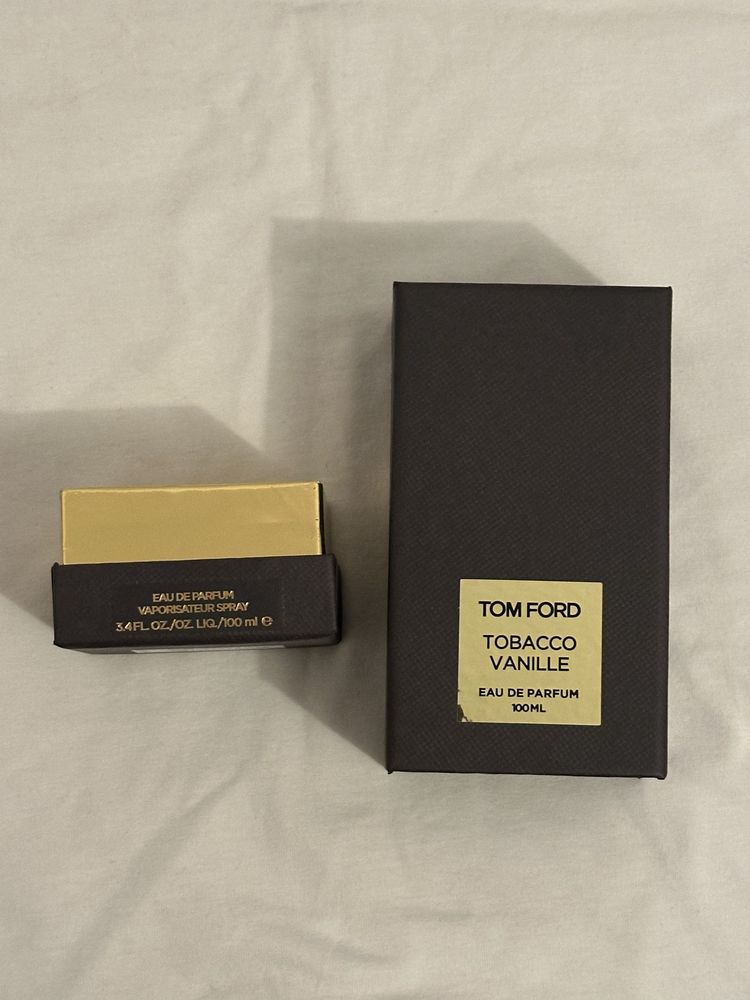 EAU DE PARFUM
VAPORISATEUR SPRAY
3.4 FL. OZ./OZ. LIQ./100 ml ℮
TOM FORD
TOBACCO
VANILLE
EAU DE PARFUM
100ML